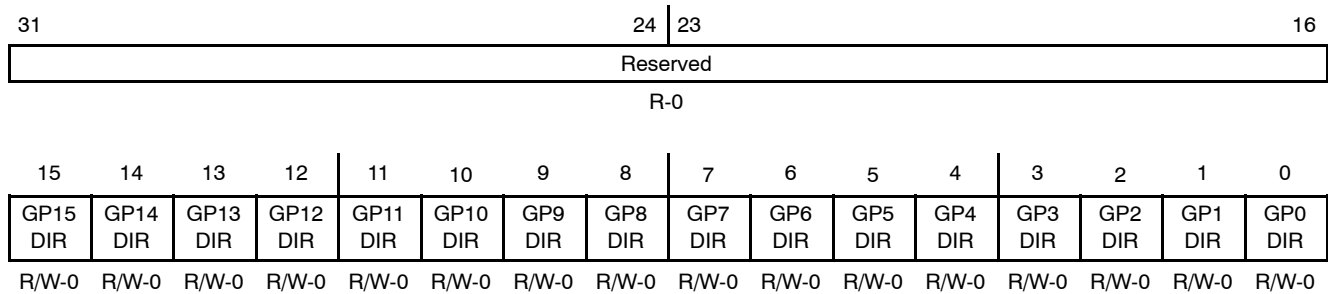 31 24 23 16
Reserved
R-0
15 14 13 12 11 10 9 8 7 6 5 4 3 2 1 0
GP15 GP14 GP13 GP12 GP11 GP10 GP9 GP8 GP7 GP6 GP5 GP4 GP3 GP2 GP1 GP0
DIR DIR DIR DIR DIR DIR DIR DIR DIR DIR DIR DIR DIR DIR DIR DIR
R/W-0 R/W-0 R/W-0 R/W-0 R/W-0 R/W-0 R/W-0 R/W-0 R/W-0 R/W-0 R/W-0 R/W-0 R/W-0 R/W-0 R/W-0 R/W-0